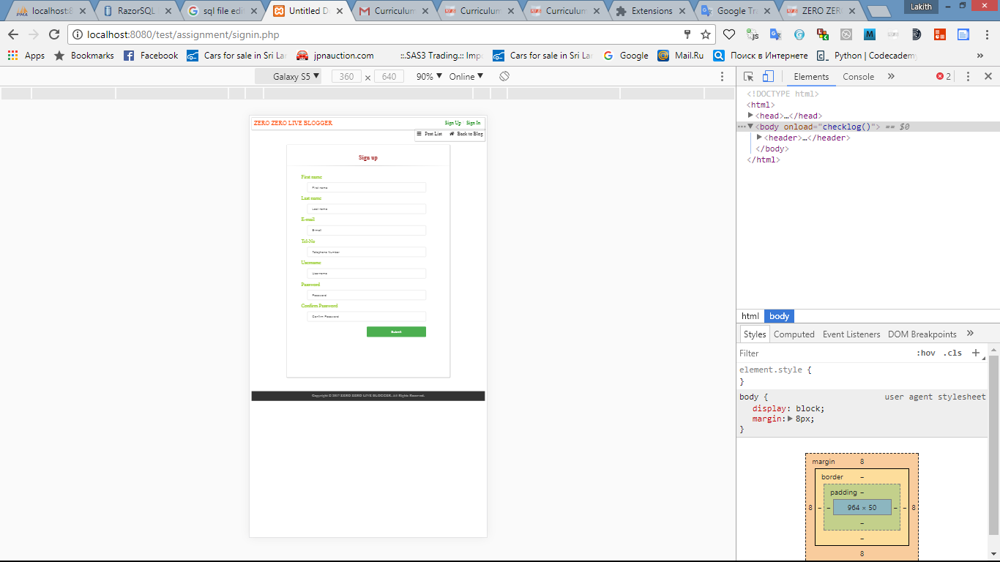 localhost:8 RazorSQL sql file edit Untitled Do Curriculum Curriculum Curriculum Extensions Google Tra ZERO ZERO Lakith
localhost:8080/test/assignment/signin.php
Apps Bookmarks Facebook Cars for sale in Sri Lan jpnauction.com ::.SAS3 Trading.:: Impo Cars for sale in Sri Lan Google Mail.Ru Поиск в Интернете Python | Codecademy »
Galaxy S5 ▼ 360 x 640 90% ▼ Online ▼
Elements Console » 2
<!DOCTYPE html>
<html>
<head>…</head>
<body onload="checklog()"> == $0
<header>…</header>
</body>
</html>
ZERO ZERO LIVE BLOGGER Sign Up Sign In
Post List Back to Blog
Sign up
First name
First name
Last name
Last name
E-mail
E-mail
Tel-No
Telephone Number
Username
Username
Password
Password
Confirm Password
Confirm Password
Submit
Copyright © 2017 ZERO ZERO LIVE BLOGGER. All Rights Reserved.
html body
Styles Computed Event Listeners DOM Breakpoints »
Filter :hov .cls +
element.style {
}
body { user agent stylesheet
display: block;
margin: 8px;
}
margin 8
border –
padding –
8 – – 964 × 50 – – 8
–
–
8